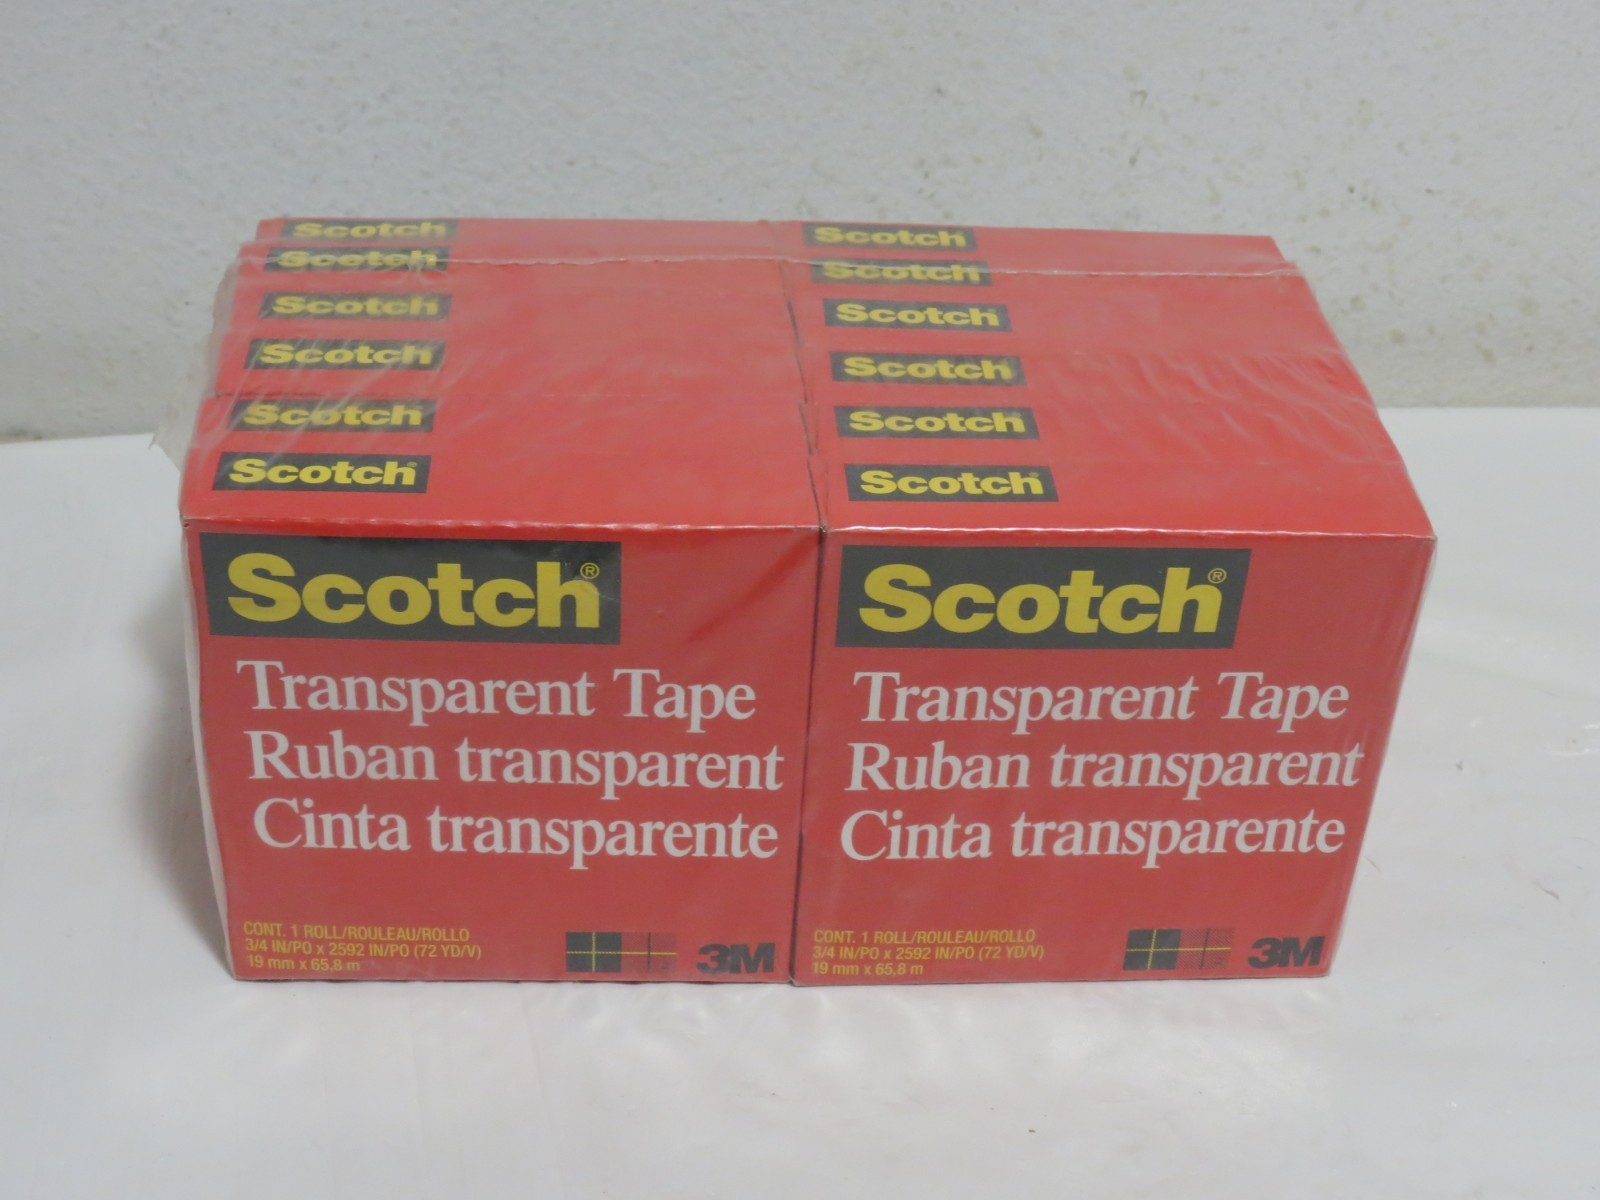 Scotch
Scotch
Scotch
Scotch
Scotch
Scotch
Scotch
Scotch
Scotch
Scotch
Scotch
Scotch
Scotch®
Transparent Tape
Ruban transparent
Cinta transparente
CONT. 1 ROLL/ROULEAU/ROLLO
3/4 IN/PO x 2592 IN/PO (72 YD/V)
19 mm x 65,8 m
3M
Scotch®
Transparent Tape
Ruban transparent
Cinta transparente
CONT. 1 ROLL/ROULEAU/ROLLO
3/4 IN/PO x 2592 IN/PO (72 YD/V)
19 mm x 65,8 m
3M